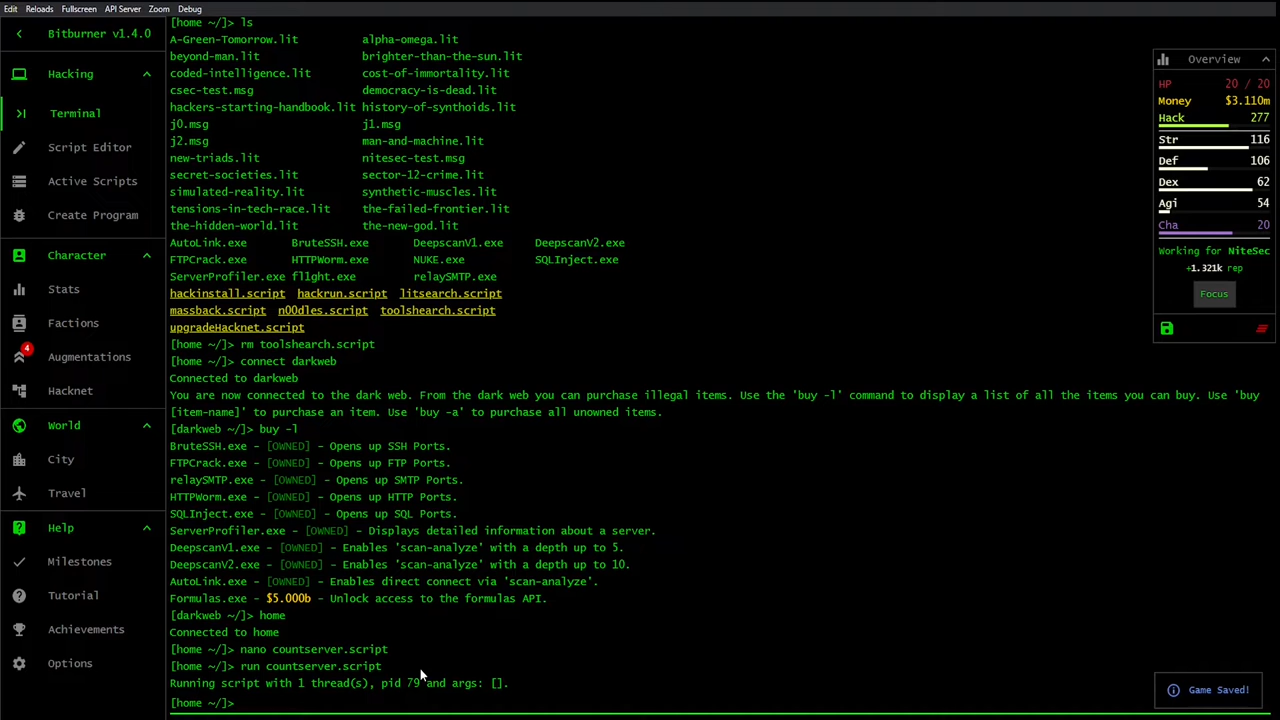 Edit Reloads Fullscreen API Server Zoom Debug
Bitburner v1.4.0
Hacking
Terminal
Script Editor
Active Scripts
Create Program
Character
Stats
Factions
4
Augmentations
Hacknet
World
City
Travel
Help
Milestones
Tutorial
Achievements
Options
[home ~/]> ls
A-Green-Tomorrow.lit alpha-omega.lit
beyond-man.lit brighter-than-the-sun.lit
coded-intelligence.lit cost-of-immortality.lit
csec-test.msg democracy-is-dead.lit
hackers-starting-handbook.lit history-of-synthoids.lit
j0.msg j1.msg
j2.msg man-and-machine.lit
new-triads.lit nitesec-test.msg
secret-societies.lit sector-12-crime.lit
simulated-reality.lit synthetic-muscles.lit
tensions-in-tech-race.lit the-failed-frontier.lit
the-hidden-world.lit the-new-god.lit
AutoLink.exe BruteSSH.exe DeepscanV1.exe DeepscanV2.exe
FTPCrack.exe HTTPWorm.exe NUKE.exe SQLInject.exe
ServerProfiler.exe fl1ght.exe relaySMTP.exe
hackinstall.script hackrun.script litsearch.script
massback.script n00dles.script toolshearch.script
upgradeHacknet.script
[home ~/]> rm toolshearch.script
[home ~/]> connect darkweb
Connected to darkweb
You are now connected to the dark web. From the dark web you can purchase illegal items. Use the 'buy -l' command to display a list of all the items you can buy. Use 'buy
[item-name]' to purchase an item. Use 'buy -a' to purchase all unowned items.
[darkweb ~/]> buy -l
BruteSSH.exe - [OWNED] - Opens up SSH Ports.
FTPCrack.exe - [OWNED] - Opens up FTP Ports.
relaySMTP.exe - [OWNED] - Opens up SMTP Ports.
HTTPWorm.exe - [OWNED] - Opens up HTTP Ports.
SQLInject.exe - [OWNED] - Opens up SQL Ports.
ServerProfiler.exe - [OWNED] - Displays detailed information about a server.
DeepscanV1.exe - [OWNED] - Enables 'scan-analyze' with a depth up to 5.
DeepscanV2.exe - [OWNED] - Enables 'scan-analyze' with a depth up to 10.
AutoLink.exe - [OWNED] - Enables direct connect via 'scan-analyze'.
Formulas.exe - $5.000b - Unlock access to the formulas API.
[darkweb ~/]> home
Connected to home
[home ~/]> nano countserver.script
[home ~/]> run countserver.script
Running script with 1 thread(s), pid 79 and args: [].
[home ~/]>
Overview
HP 20 / 20
Money $3.110m
Hack 277
Str 116
Def 106
Dex 62
Agi 54
Cha 20
Working for NiteSec
+1.321k rep
Focus
Game Saved!